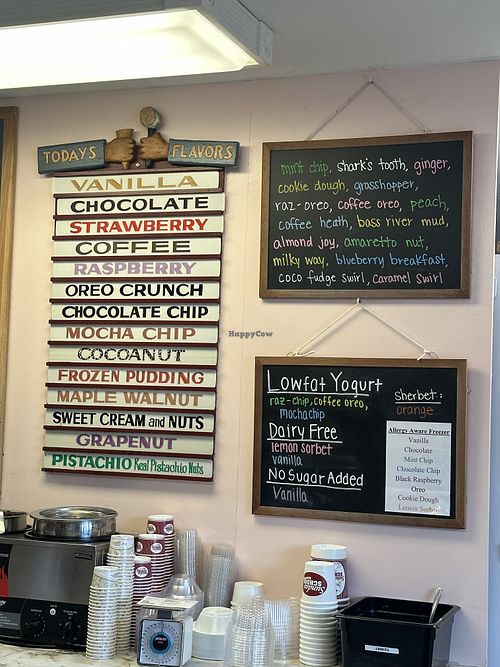 TODAYS FLAVORS
VANILLA
CHOCOLATE
STRAWBERRY
COFFEE
RASPBERRY
OREO CRUNCH
CHOCOLATE CHIP
MOCHA CHIP
COCOANUT
FROZEN PUDDING
MAPLE WALNUT
SWEET CREAM and NUTS
GRAPENUT
PISTACHIO Real Pistachio Nuts
mint chip, shark's tooth, ginger,
cookie dough, grasshopper,
raz-oreo, coffee oreo, peach,
coffee heath, bass river mud,
almond joy, amaretto nut,
milky way, blueberry breakfast,
coco fudge swirl, caramel swirl
HappyCow
Lowfat Yogurt
raz-chip, coffee oreo,
mocha chip
Dairy Free
lemon sorbet
vanilla
No Sugar Added
Vanilla
Sherbet:
orange
Allergy Aware Freezer
Vanilla
Chocolate
Mint Chip
Chocolate Chip
Black Raspberry
Oreo
Cookie Dough
Lemon Sorbet